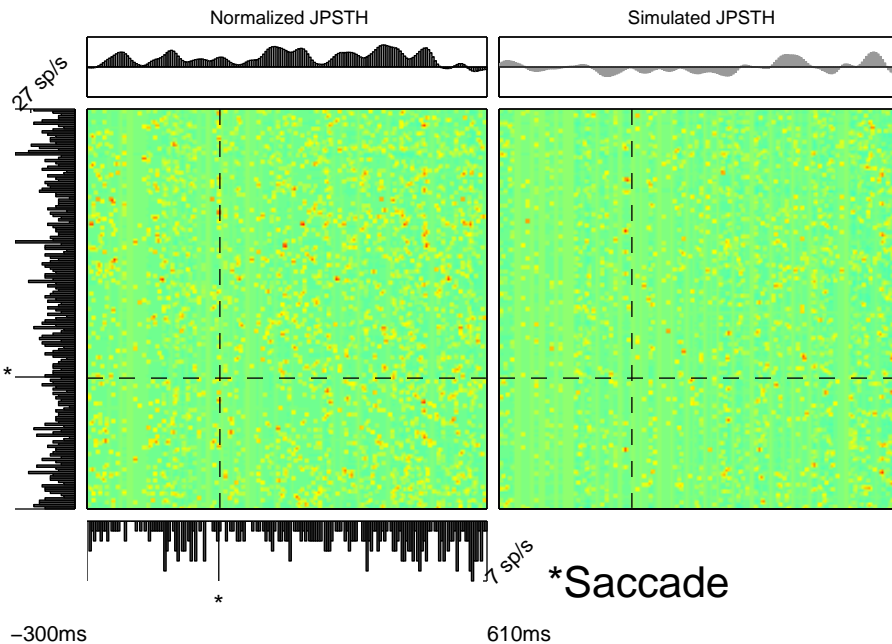 Normalized JPSTH
Simulated JPSTH
27 sp/s
*
7 sp/s
*Saccade
*
−300ms
610ms